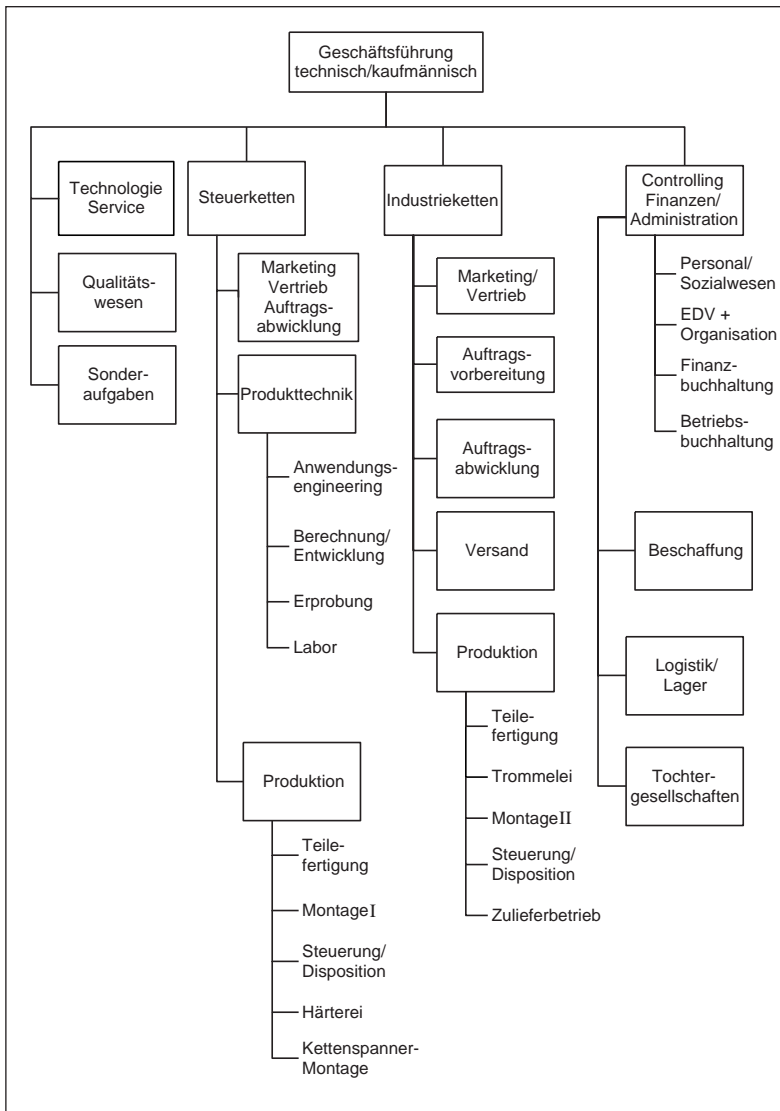 Geschäftsführung
technisch/kaufmännisch
Technologie
Service
Qualitäts-
wesen
Sonder-
aufgaben
Steuerketten
Marketing
Vertrieb
Auftrags-
abwicklung
Produkttechnik
Anwendungs-
engineering
Berechnung/
Entwicklung
Erprobung
Labor
Produktion
Teile-
fertigung
Montage I
Steuerung/
Disposition
Härterei
Kettenspanner-
Montage
Industrieketten
Marketing/
Vertrieb
Auftrags-
vorbereitung
Auftrags-
abwicklung
Versand
Produktion
Teile-
fertigung
Trommelei
Montage II
Steuerung/
Disposition
Zulieferbetrieb
Controlling
Finanzen/
Administration
Personal/
Sozialwesen
EDV +
Organisation
Finanz-
buchhaltung
Betriebs-
buchhaltung
Beschaffung
Logistik/
Lager
Tochter-
gesellschaften